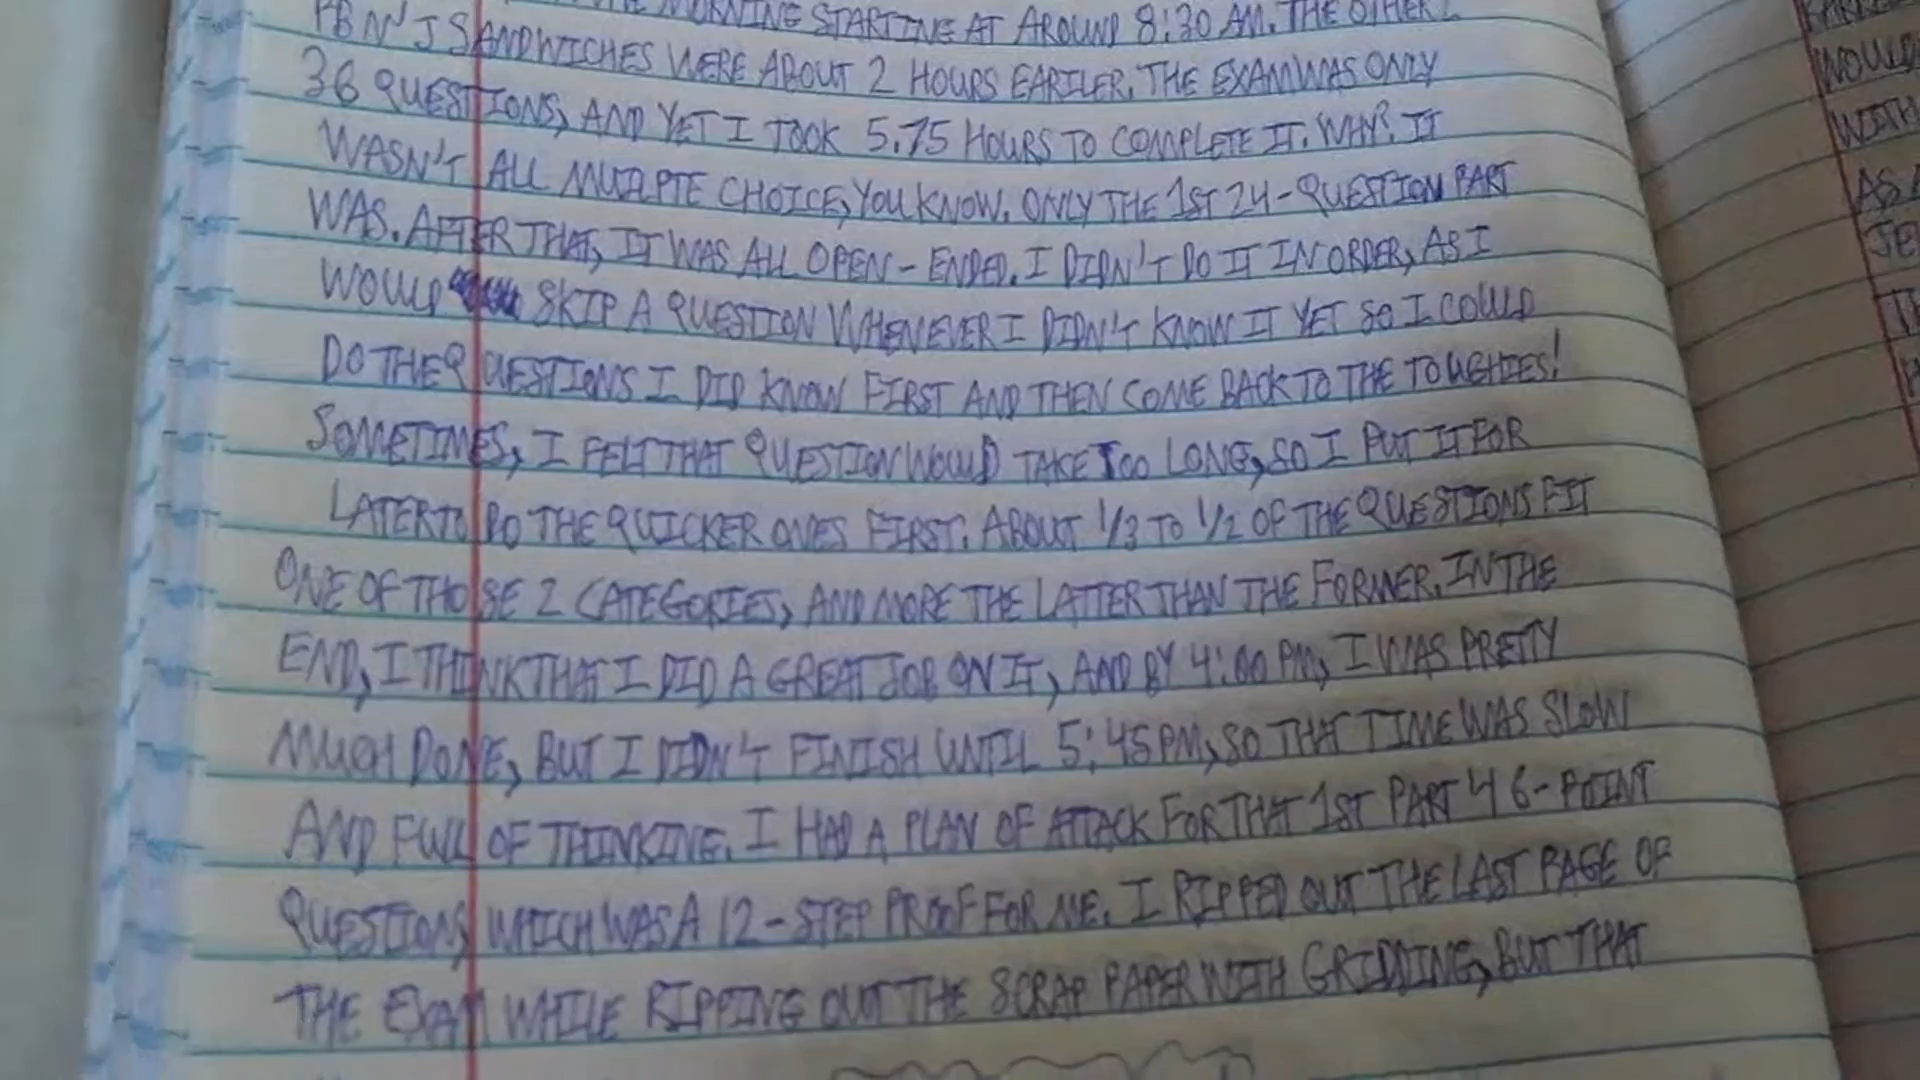 MORNING STARTING AT AROUND 8:30 AM. THE OTHER 2
PB N' J SANDWICHES WERE ABOUT 2 HOURS EARILER. THE EXAM WAS ONLY
36 QUESTIONS, AND YET I TOOK 5.75 HOURS TO COMPLETE IT. WHY? IT
WASN'T ALL MUILPTE CHOICE, YOU KNOW. ONLY THE 1ST 24-QUESTION PART
WAS. AFTER THAT, IT WAS ALL OPEN-ENDED. I DIDN'T DO IT IN ORDER, AS I
WOULD SKIP A QUESTION WHENEVER I DIDN'T KNOW IT YET SO I COULD
DO THE QUESTIONS I DID KNOW FIRST AND THEN COME BACK TO THE TOUGHIES!
SOMETIMES, I FELT THAT QUESTION WOULD TAKE TOO LONG, SO I PUT IT FOR
LATER TO DO THE QUICKER ONES FIRST. ABOUT 1/3 TO 1/2 OF THE QUESTIONS FIT
ONE OF THOSE 2 CATEGORIES, AND MORE THE LATTER THAN THE FORMER. IN THE
END, I THINK THAT I DID A GREAT JOB ON IT, AND BY 4:00 PM, I WAS PRETTY
MUCH DONE, BUT I DIDN'T FINISH UNTIL 5:45 PM, SO THAT TIME WAS SLOW
AND FULL OF THINKING. I HAD A PLAN OF ATTACK FOR THAT 1ST PART 4 6-POINT
QUESTION, WHICH WAS A 12-STEP PROOF FOR ME. I RIPPED OUT THE LAST PAGE OF
THE EXAM WHILE RIPPING OUT THE SCRAP PAPER WITH GRIDDING, BUT THAT
WOULD
WITH